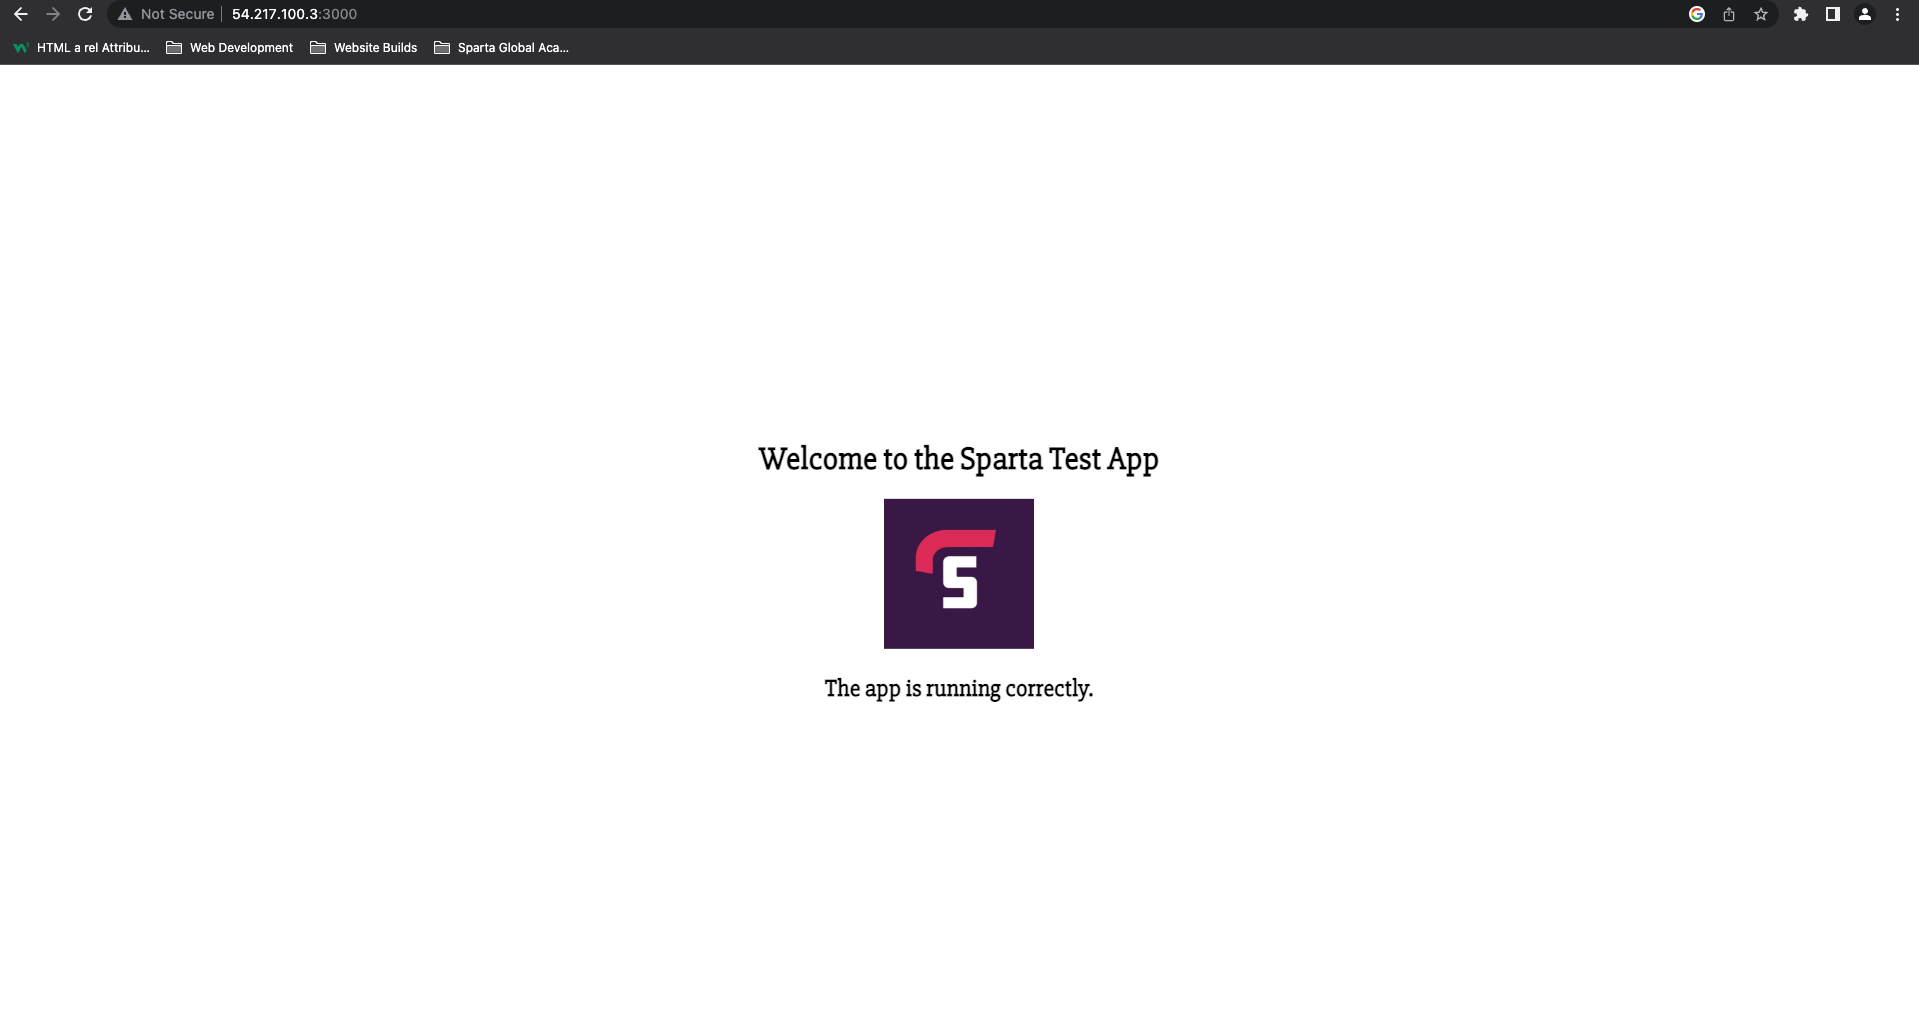 Not Secure 54.217.100.3:3000
HTML a rel Attribu... Web Development Website Builds Sparta Global Aca...
Welcome to the Sparta Test App
S
The app is running correctly.